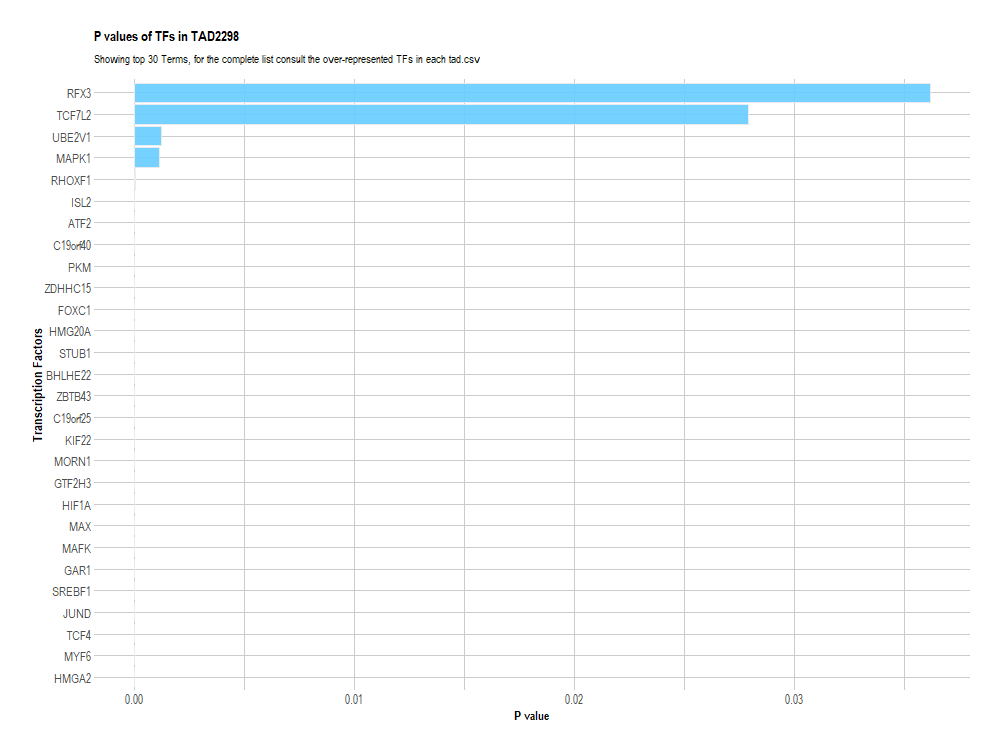 P values of TFs in TAD2298
Showing top 30 Terms, for the complete list consult the over-represented TFs in each tad.csv
Transcription Factors
RFX3
TCF7L2
UBE2V1
MAPK1
RHOXF1
ISL2
ATF2
C19orf40
PKM
ZDHHC15
FOXC1
HMG20A
STUB1
BHLHE22
ZBTB43
C19orf25
KIF22
MORN1
GTF2H3
HIF1A
MAX
MAFK
GAR1
SREBF1
JUND
TCF4
MYF6
HMGA2
0.00 0.01 0.02 0.03
P value